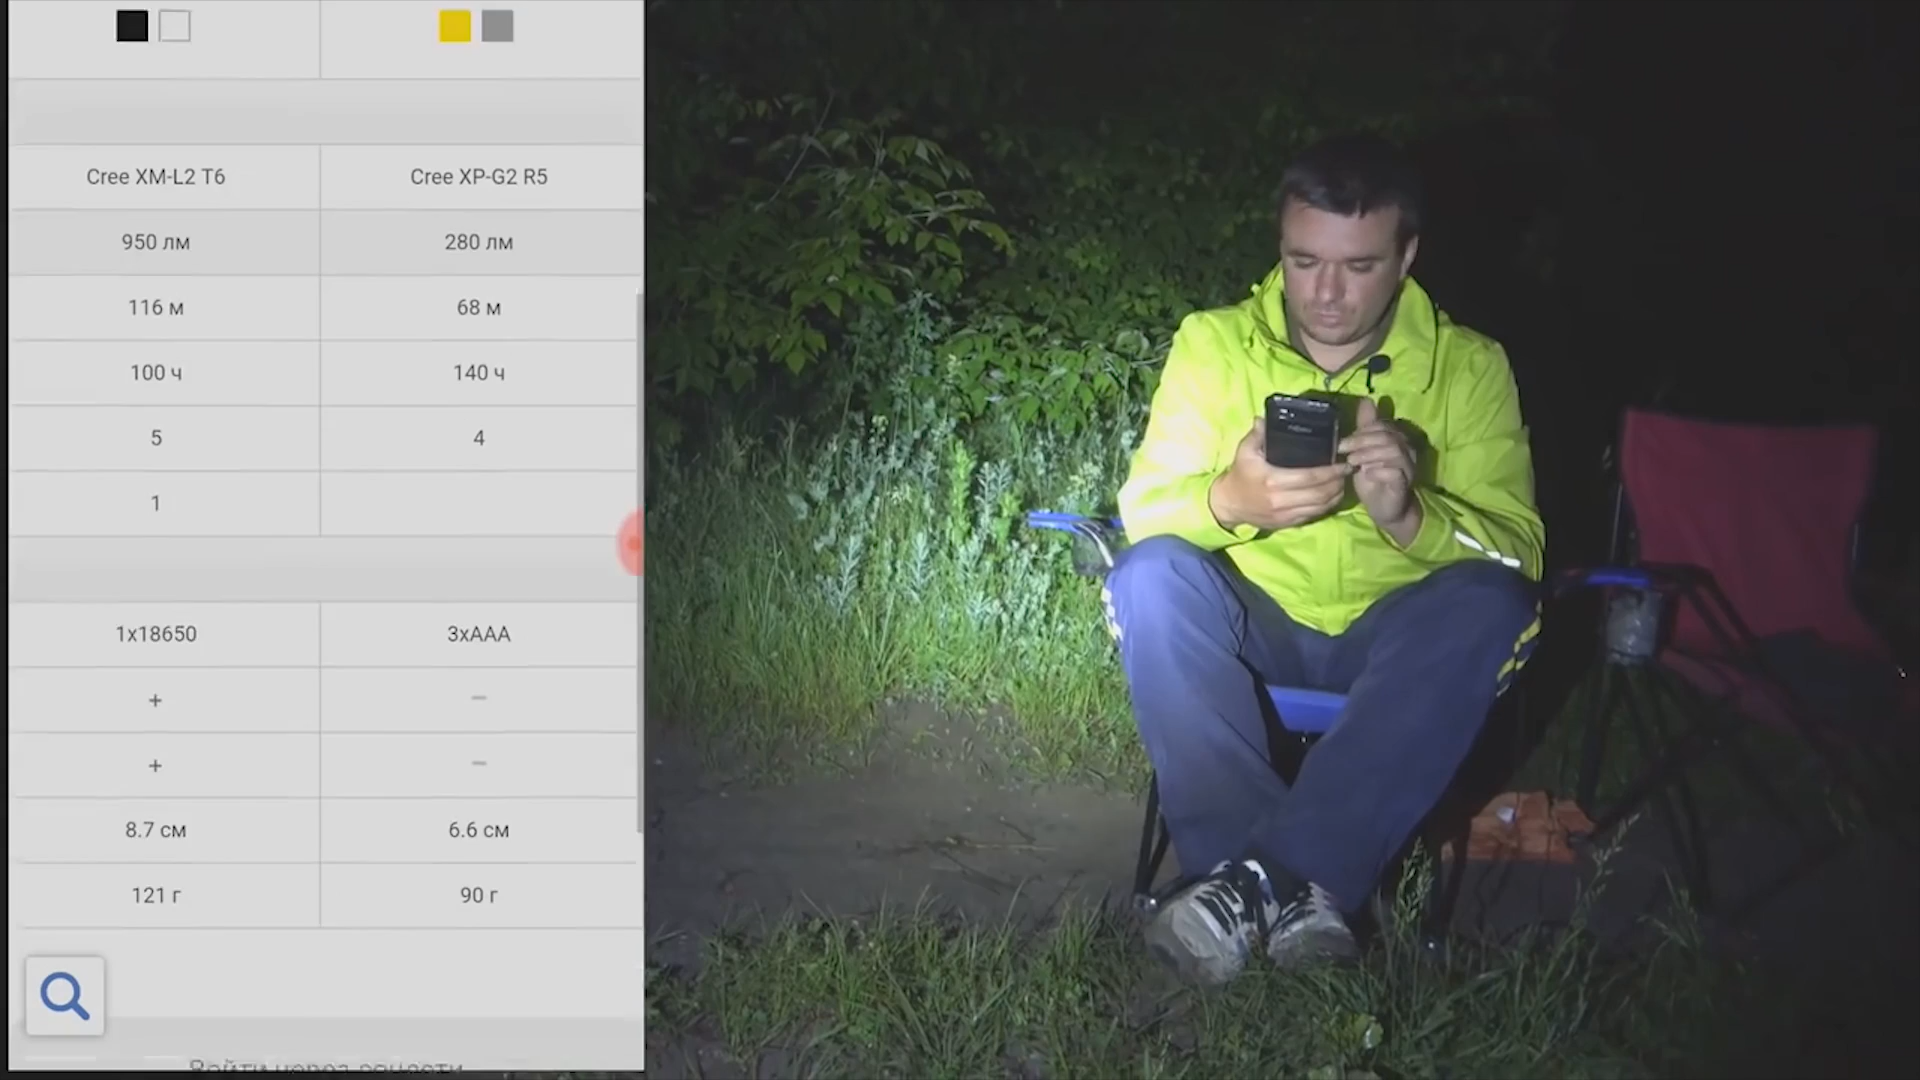 Cree XM-L2 T6 Cree XP-G2 R5
950 лм 280 лм
116 м 68 м
100 ч 140 ч
5 4
1
1x18650 3xAAA
+ −
+ −
8.7 см 6.6 см
121 г 90 г